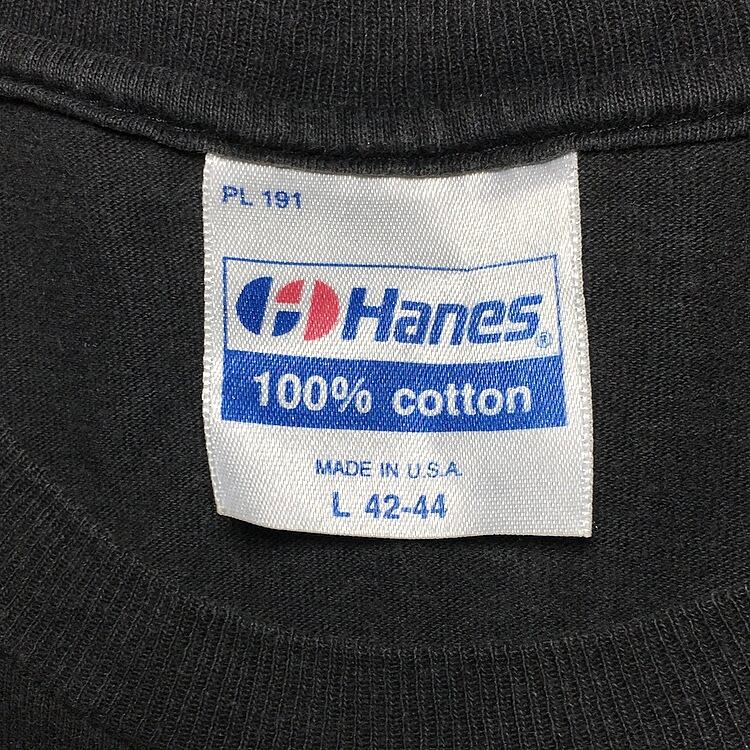 PL 191
Hanes®
100% cotton
MADE IN U.S.A.
L 42-44